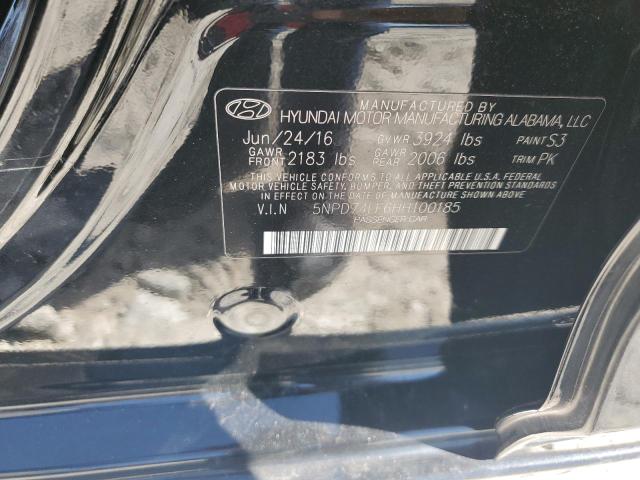 MANUFACTURED BY
HYUNDAI MOTOR MANUFACTURING ALABAMA, LLC
Jun/24/16 GVWR 3924 lbs PAINT S3
GAWR FRONT 2183 lbs GAWR REAR 2006 lbs TRIM PK
THIS VEHICLE CONFORMS TO ALL APPLICABLE U.S.A. FEDERAL
MOTOR VEHICLE SAFETY, BUMPER, AND THEFT PREVENTION
STANDARDS IN EFFECT ON THE DATE OF MANUFACTURE SHOWN ABOVE.
V.I.N 5NPD74LF6HH100185
PASSENGER CAR